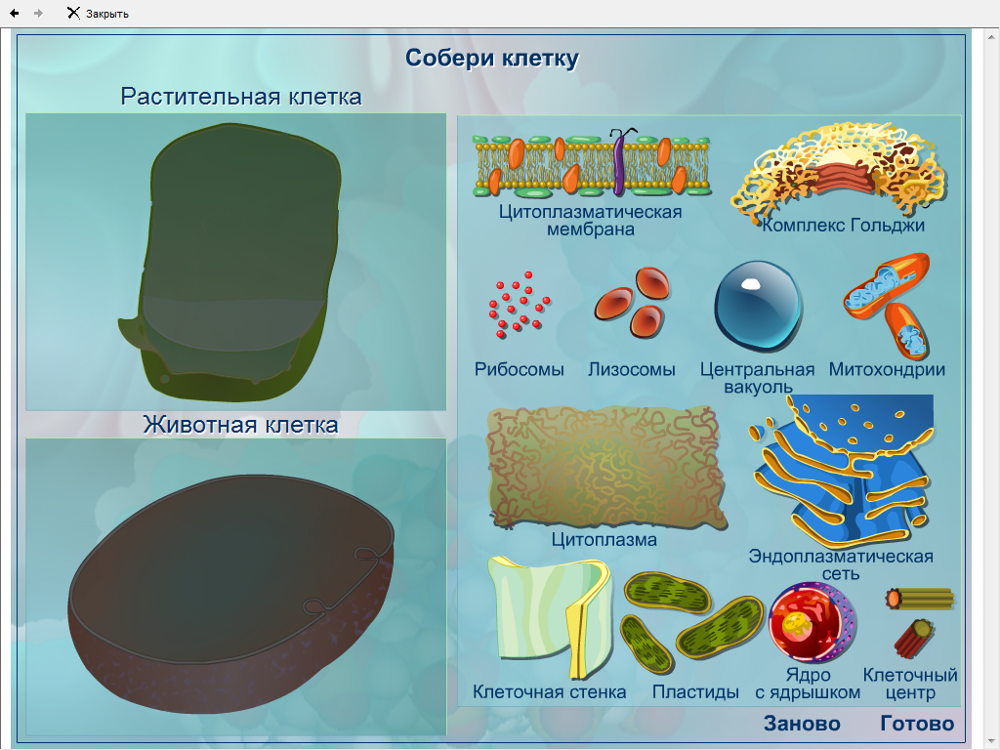 Закрыть
Собери клетку
Растительная клетка
Животная клетка
Цитоплазматическая
мембрана
Комплекс Гольджи
Рибосомы
Лизосомы
Центральная
вакуоль
Митохондрии
Цитоплазма
Эндоплазматическая
сеть
Клеточная стенка
Пластиды
Ядро
с ядрышком
Клеточный
центр
Заново
Готово